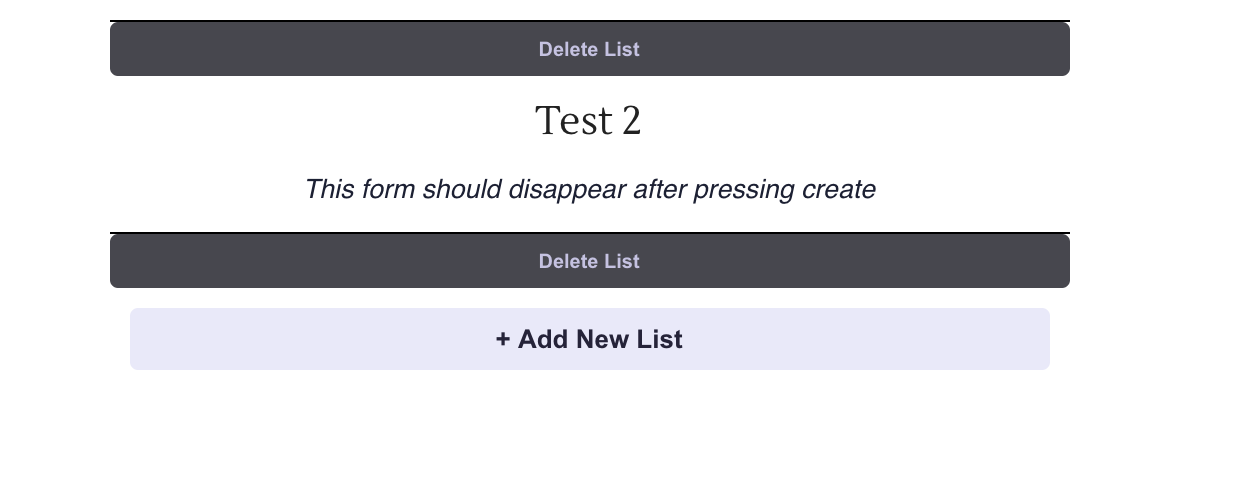 Delete List
Test 2
This form should disappear after pressing create
Delete List
+ Add New List